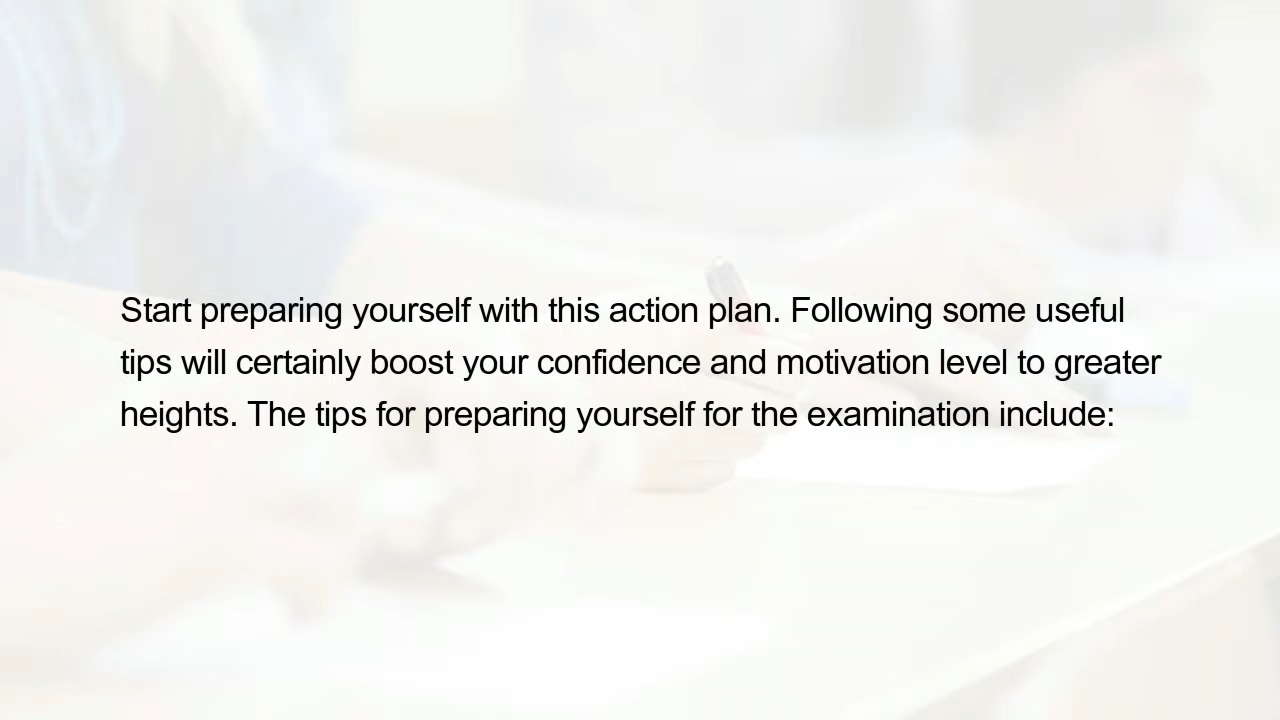 Start preparing yourself with this action plan. Following some useful
tips will certainly boost your confidence and motivation level to greater
heights. The tips for preparing yourself for the examination include: